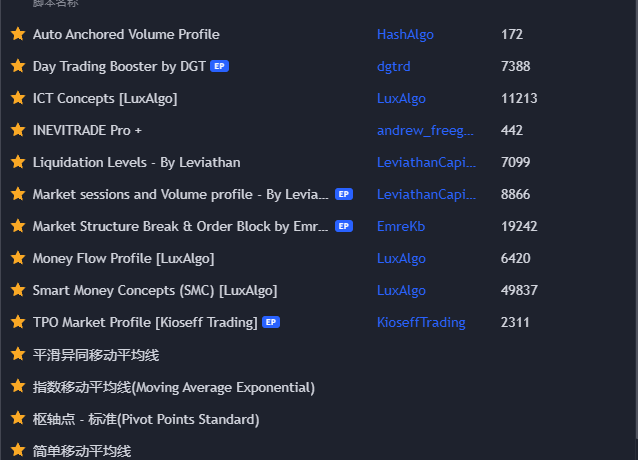 脚本名称
Auto Anchored Volume Profile HashAlgo 172
Day Trading Booster by DGT EP dgtrd 7388
ICT Concepts [LuxAlgo] LuxAlgo 11213
INEVITRADE Pro + andrew_freeg... 442
Liquidation Levels - By Leviathan LeviathanCapi... 7099
Market sessions and Volume profile - By Levia... EP LeviathanCapi... 8866
Market Structure Break & Order Block by Emr... EP EmreKb 19242
Money Flow Profile [LuxAlgo] LuxAlgo 6420
Smart Money Concepts (SMC) [LuxAlgo] LuxAlgo 49837
TPO Market Profile [Kioseff Trading] EP KioseffTrading 2311
平滑异同移动平均线
指数移动平均线(Moving Average Exponential)
枢轴点 - 标准(Pivot Points Standard)
简单移动平均线